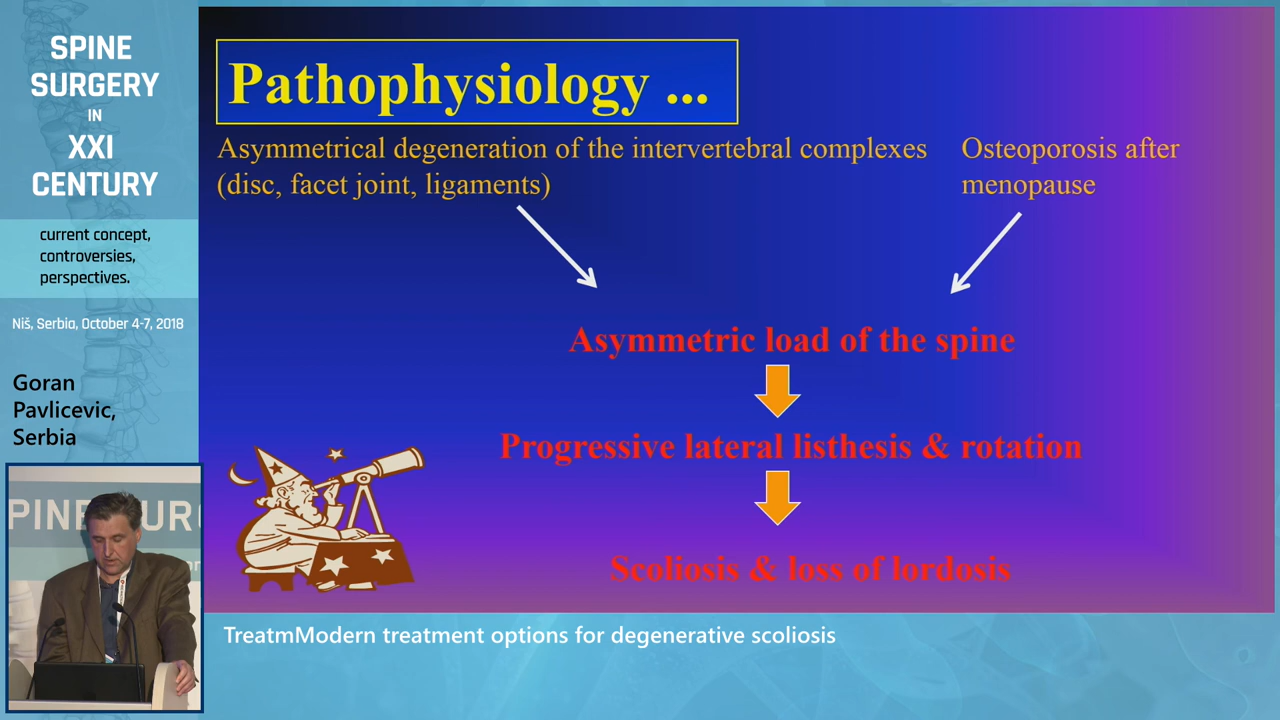 SPINE
SURGERY
IN
XXI
CENTURY
current concept,
controversies,
perspectives.
Niš, Serbia, October 4-7, 2018
Goran
Pavlicevic,
Serbia
PINE SUR
Pathophysiology ...
Asymmetrical degeneration of the intervertebral complexes
(disc, facet joint, ligaments)
Osteoporosis after
menopause
Asymmetric load of the spine
Progressive lateral listhesis & rotation
Scoliosis & loss of lordosis
TreatmModern treatment options for degenerative scoliosis